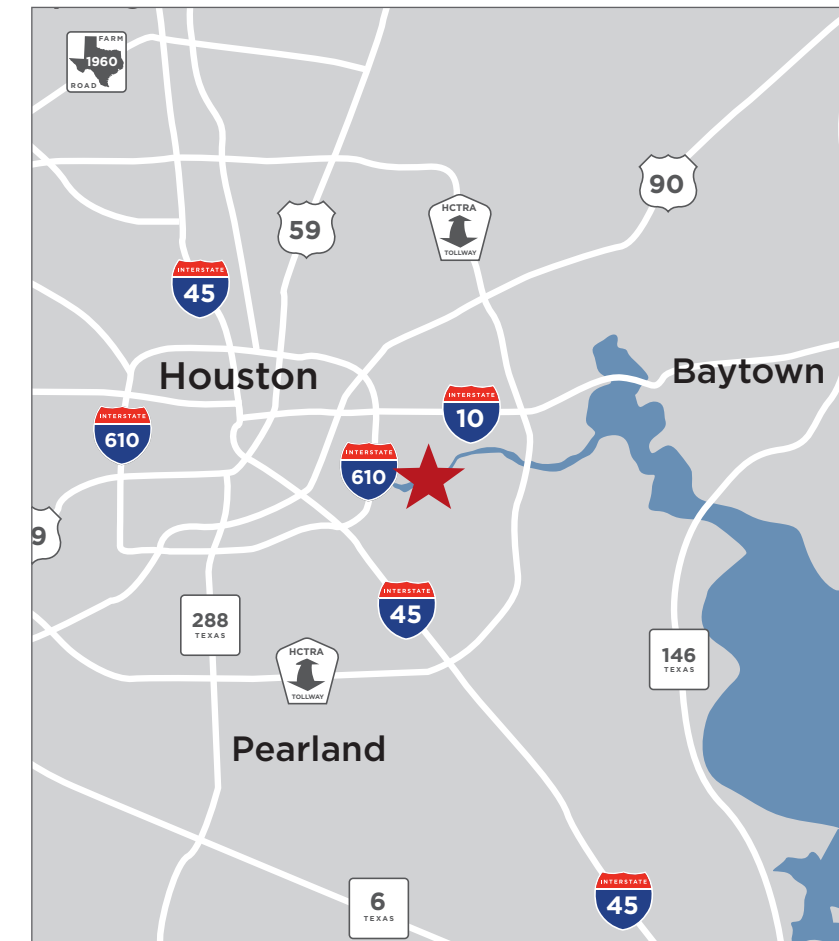 FARM
1960
ROAD
90
HCTRA
TOLLWAY
59
INTERSTATE
45
Houston
Baytown
INTERSTATE
10
INTERSTATE
610
INTERSTATE
610
9
INTERSTATE
45
288
TEXAS
HCTRA
TOLLWAY
146
TEXAS
Pearland
6
TEXAS
INTERSTATE
45